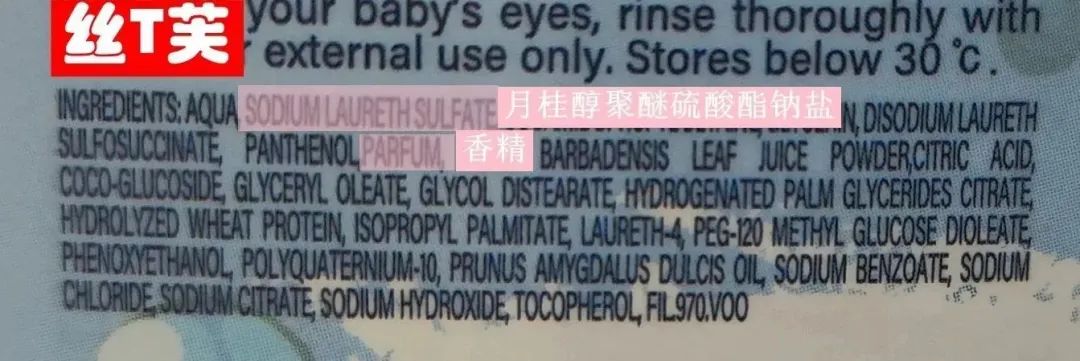 丝T芙
your baby's eyes, rinse thoroughly with
external use only. Stores below 30℃.
INGREDIENTS: AQUA, SODIUM LAURETH SULFATE 月桂醇聚醚硫酸酯钠盐 DISODIUM LAURETH
SULFOSUCCINATE, PANTHENOL, PARFUM, 香精 BARBADENSIS LEAF JUICE POWDER,CITRIC ACID,
COCO-GLUCOSIDE, GLYCERYL OLEATE, GLYCOL DISTEARATE, HYDROGENATED PALM GLYCERIDES CITRATE,
HYDROLYZED WHEAT PROTEIN, ISOPROPYL PALMITATE, LAURETH-4, PEG-120 METHYL GLUCOSE DIOLEATE,
PHENOXYETHANOL, POLYQUATERNIUM-10, PRUNUS AMYGDALUS DULCIS OIL, SODIUM BENZOATE, SODIUM
CHLORIDE, SODIUM CITRATE, SODIUM HYDROXIDE, TOCOPHEROL, FIL.970.V00